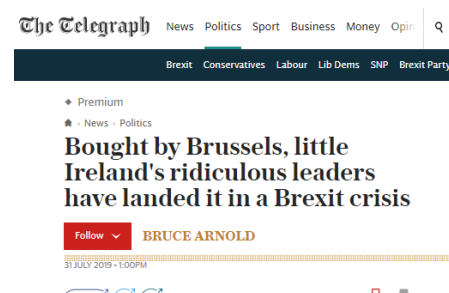 The Telegraph News Politics Sport Business Money Opin
Brexit Conservatives Labour Lib Dems SNP Brexit Party
Premium
News > Politics
Bought by Brussels, little
Ireland's ridiculous leaders
have landed it in a Brexit crisis
Follow BRUCE ARNOLD
31 JULY 2019 • 1:00PM